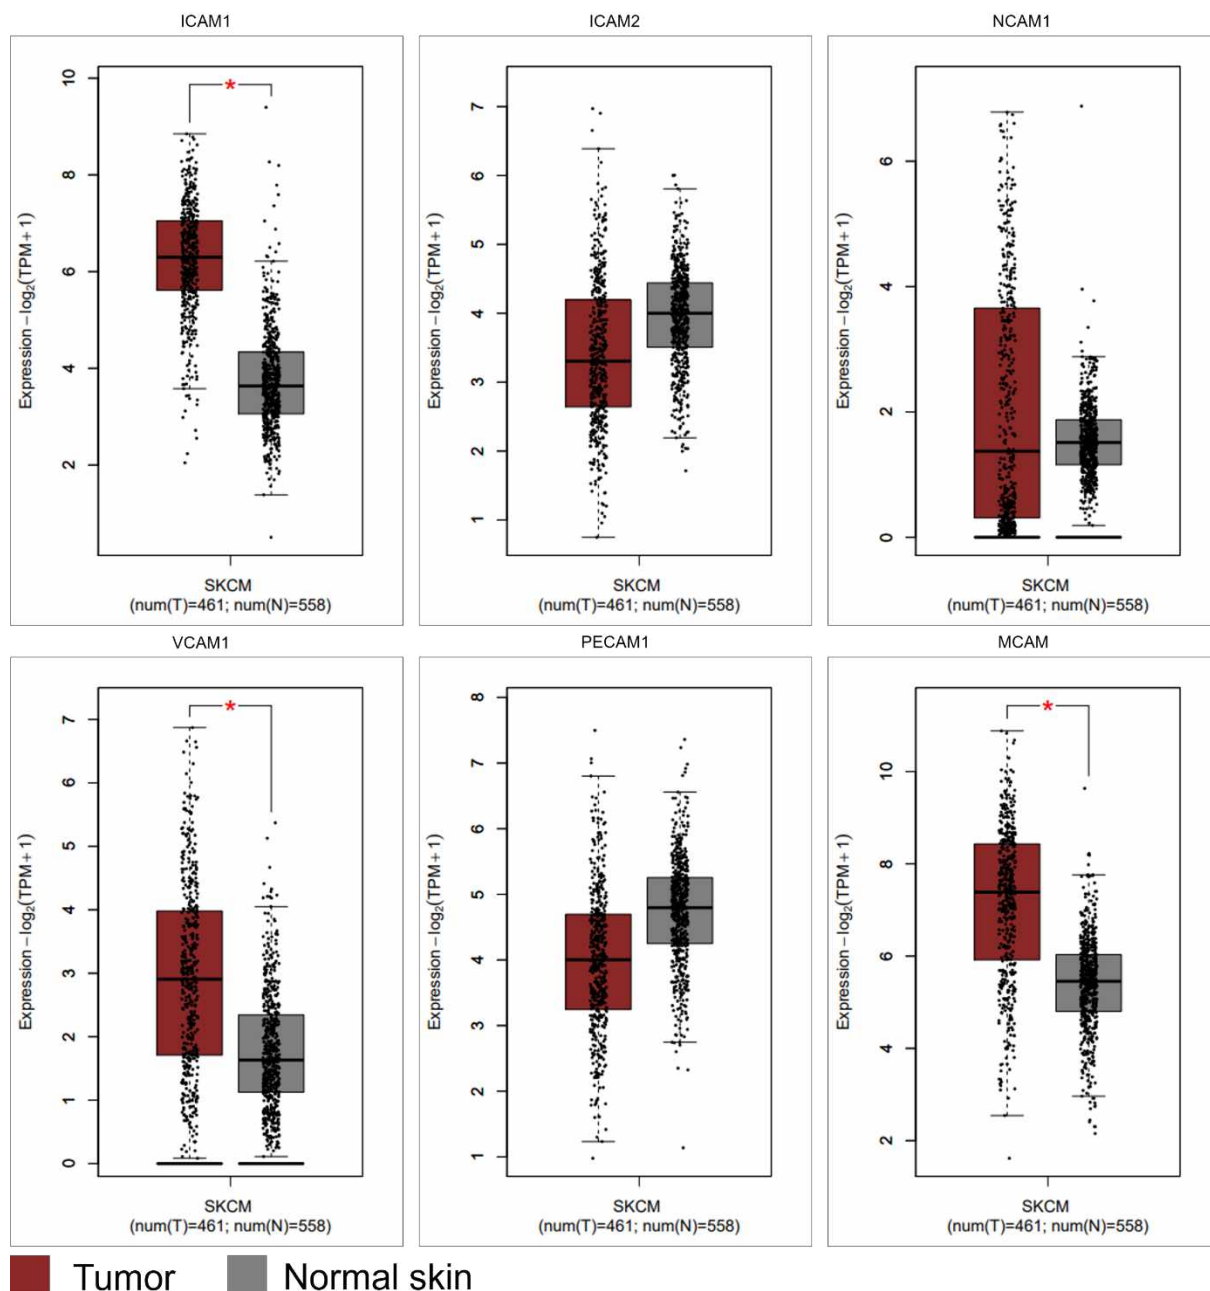 ICAM1
ICAM2
NCAM1
10
8
6
4
2
Expression – log₂(TPM + 1)
*
SKCM
(num(T)=461; num(N)=558)
7
6
5
4
3
2
1
Expression – log₂(TPM + 1)
SKCM
(num(T)=461; num(N)=558)
6
4
2
0
Expression – log₂(TPM + 1)
SKCM
(num(T)=461; num(N)=558)
VCAM1
PECAM1
MCAM
7
6
5
4
3
2
1
0
Expression – log₂(TPM + 1)
*
SKCM
(num(T)=461; num(N)=558)
8
7
6
5
4
3
2
1
Expression – log₂(TPM + 1)
SKCM
(num(T)=461; num(N)=558)
10
8
6
4
2
Expression – log₂(TPM + 1)
*
SKCM
(num(T)=461; num(N)=558)
Tumor
Normal skin